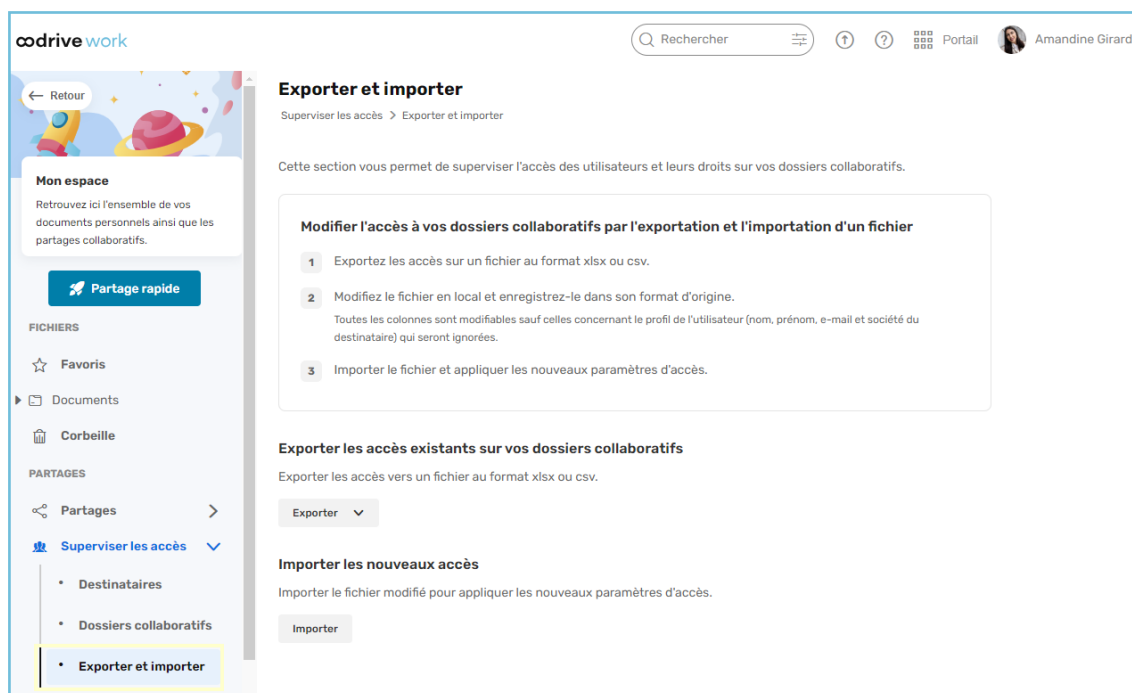 oodrive work
Rechercher
Portail
Amandine Girard
Retour
Mon espace
Retrouvez ici l'ensemble de vos
documents personnels ainsi que les
partages collaboratifs.
Partage rapide
FICHIERS
Favoris
Documents
Corbeille
PARTAGES
Partages
Superviser les accès
• Destinataires
• Dossiers collaboratifs
• Exporter et importer
Exporter et importer
Superviser les accès > Exporter et importer
Cette section vous permet de superviser l'accès des utilisateurs et leurs droits sur vos dossiers collaboratifs.
Modifier l'accès à vos dossiers collaboratifs par l'exportation et l'importation d'un fichier
1 Exportez les accès sur un fichier au format xlsx ou csv.
2 Modifiez le fichier en local et enregistrez-le dans son format d'origine.
Toutes les colonnes sont modifiables sauf celles concernant le profil de l'utilisateur (nom, prénom, e-mail et société du
destinataire) qui seront ignorées.
3 Importer le fichier et appliquer les nouveaux paramètres d'accès.
Exporter les accès existants sur vos dossiers collaboratifs
Exporter les accès vers un fichier au format xlsx ou csv.
Exporter
Importer les nouveaux accès
Importer le fichier modifié pour appliquer les nouveaux paramètres d'accès.
Importer